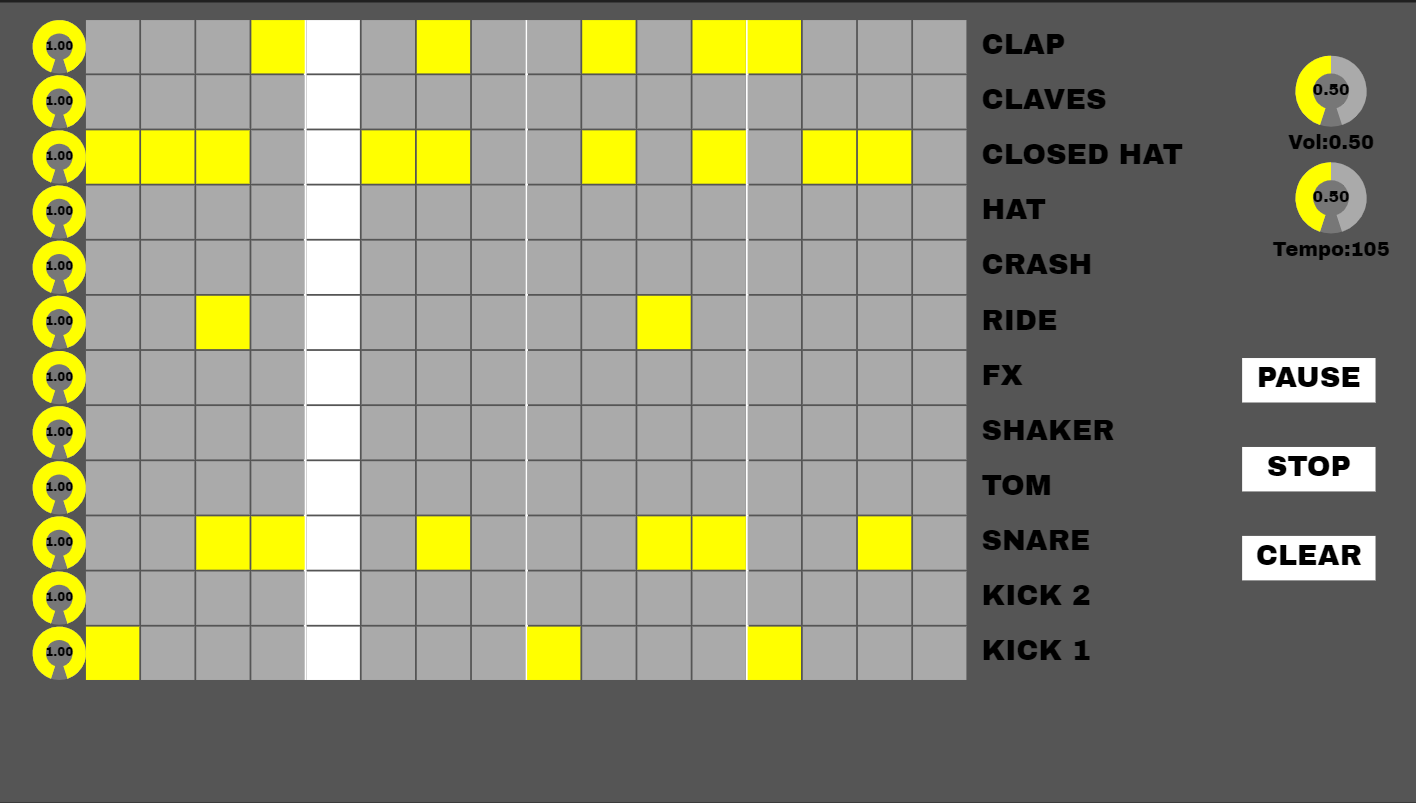 1.00 CLAP
1.00 CLAVES
1.00 CLOSED HAT
1.00 HAT
1.00 CRASH
1.00 RIDE
1.00 FX
1.00 SHAKER
1.00 TOM
1.00 SNARE
1.00 KICK 2
1.00 KICK 1
0.50
Vol:0.50
0.50
Tempo:105
PAUSE
STOP
CLEAR